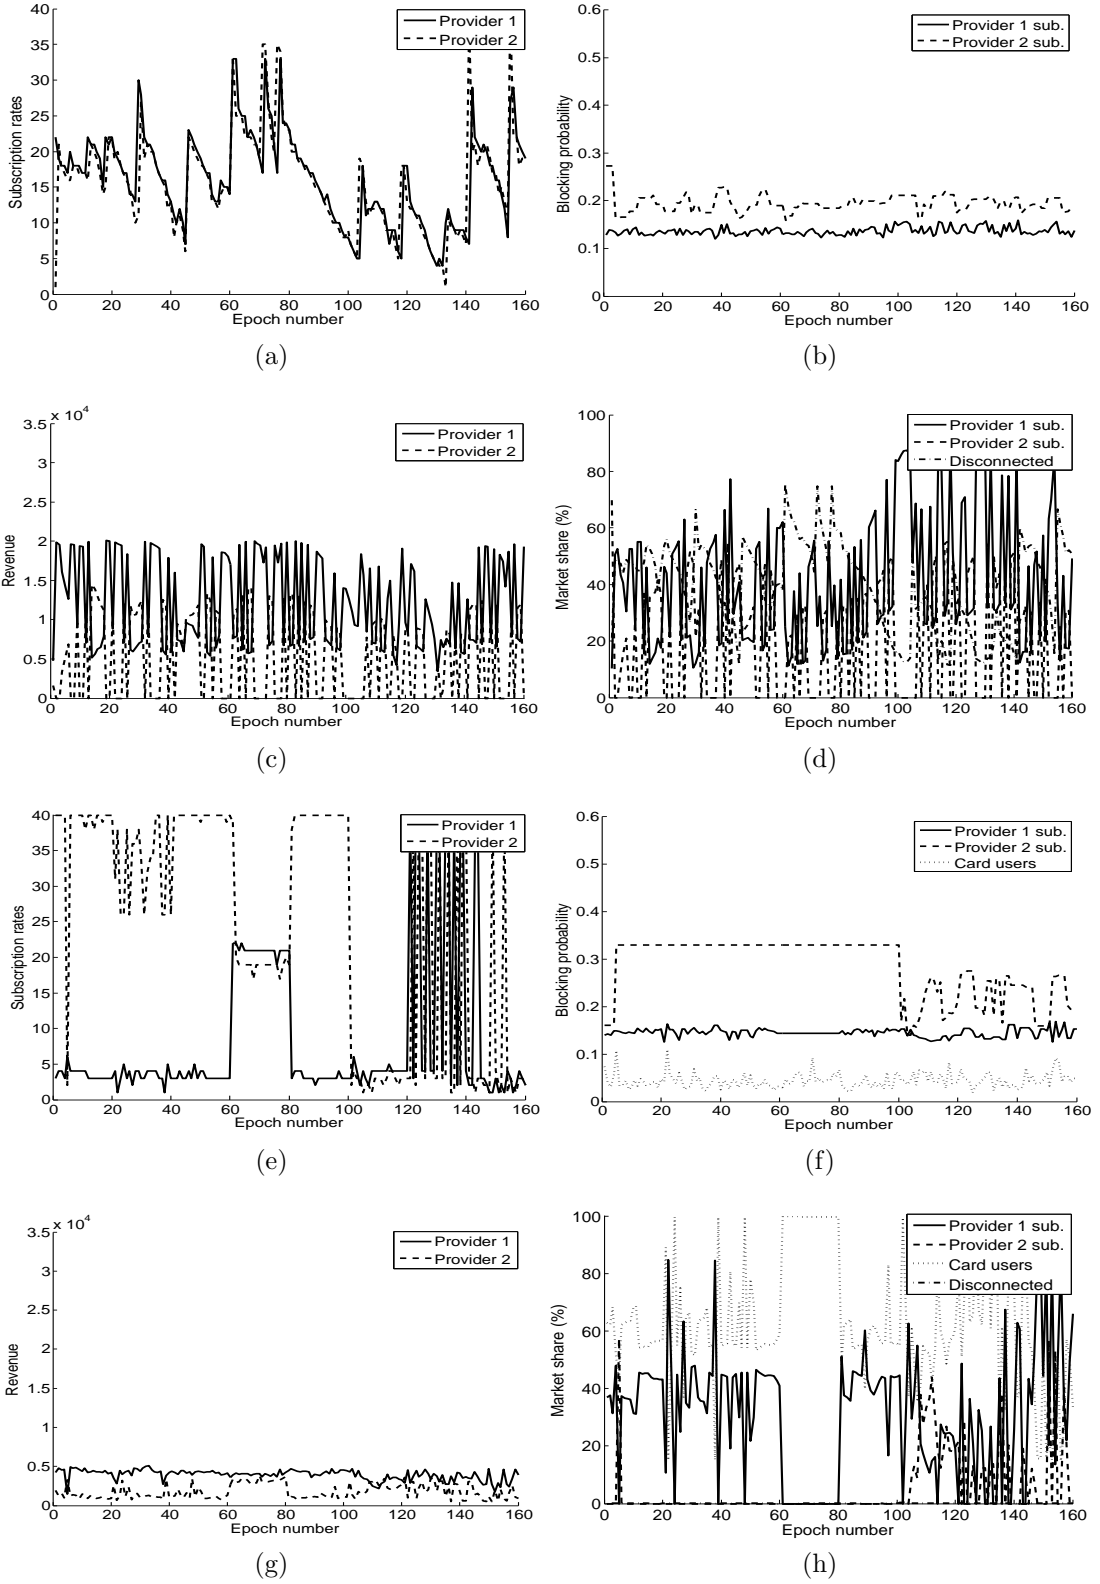 40
35
30
25
20
15
10
5
0
Subscription rates
Provider 1
Provider 2
0 20 40 60 80 100 120 140 160
Epoch number
(a)
0.6
0.5
0.4
0.3
0.2
0.1
0
Blocking probability
Provider 1 sub.
Provider 2 sub.
0 20 40 60 80 100 120 140 160
Epoch number
(b)
x 10^4
3.5
3
2.5
2
1.5
1
0.5
0
Revenue
Provider 1
Provider 2
0 20 40 60 80 100 120 140 160
Epoch number
(c)
100
80
60
40
20
0
Market share (%)
Provider 1 sub.
Provider 2 sub.
Disconnected
0 20 40 60 80 100 120 140 160
Epoch number
(d)
40
35
30
25
20
15
10
5
0
Subscription rates
Provider 1
Provider 2
0 20 40 60 80 100 120 140 160
Epoch number
(e)
0.6
0.5
0.4
0.3
0.2
0.1
0
Blocking probability
Provider 1 sub.
Provider 2 sub.
Card users
0 20 40 60 80 100 120 140 160
Epoch number
(f)
x 10^4
3.5
3
2.5
2
1.5
1
0.5
0
Revenue
Provider 1
Provider 2
0 20 40 60 80 100 120 140 160
Epoch number
(g)
100
80
60
40
20
0
Market share (%)
Provider 1 sub.
Provider 2 sub.
Card users
Disconnected
0 20 40 60 80 100 120 140 160
Epoch number
(h)